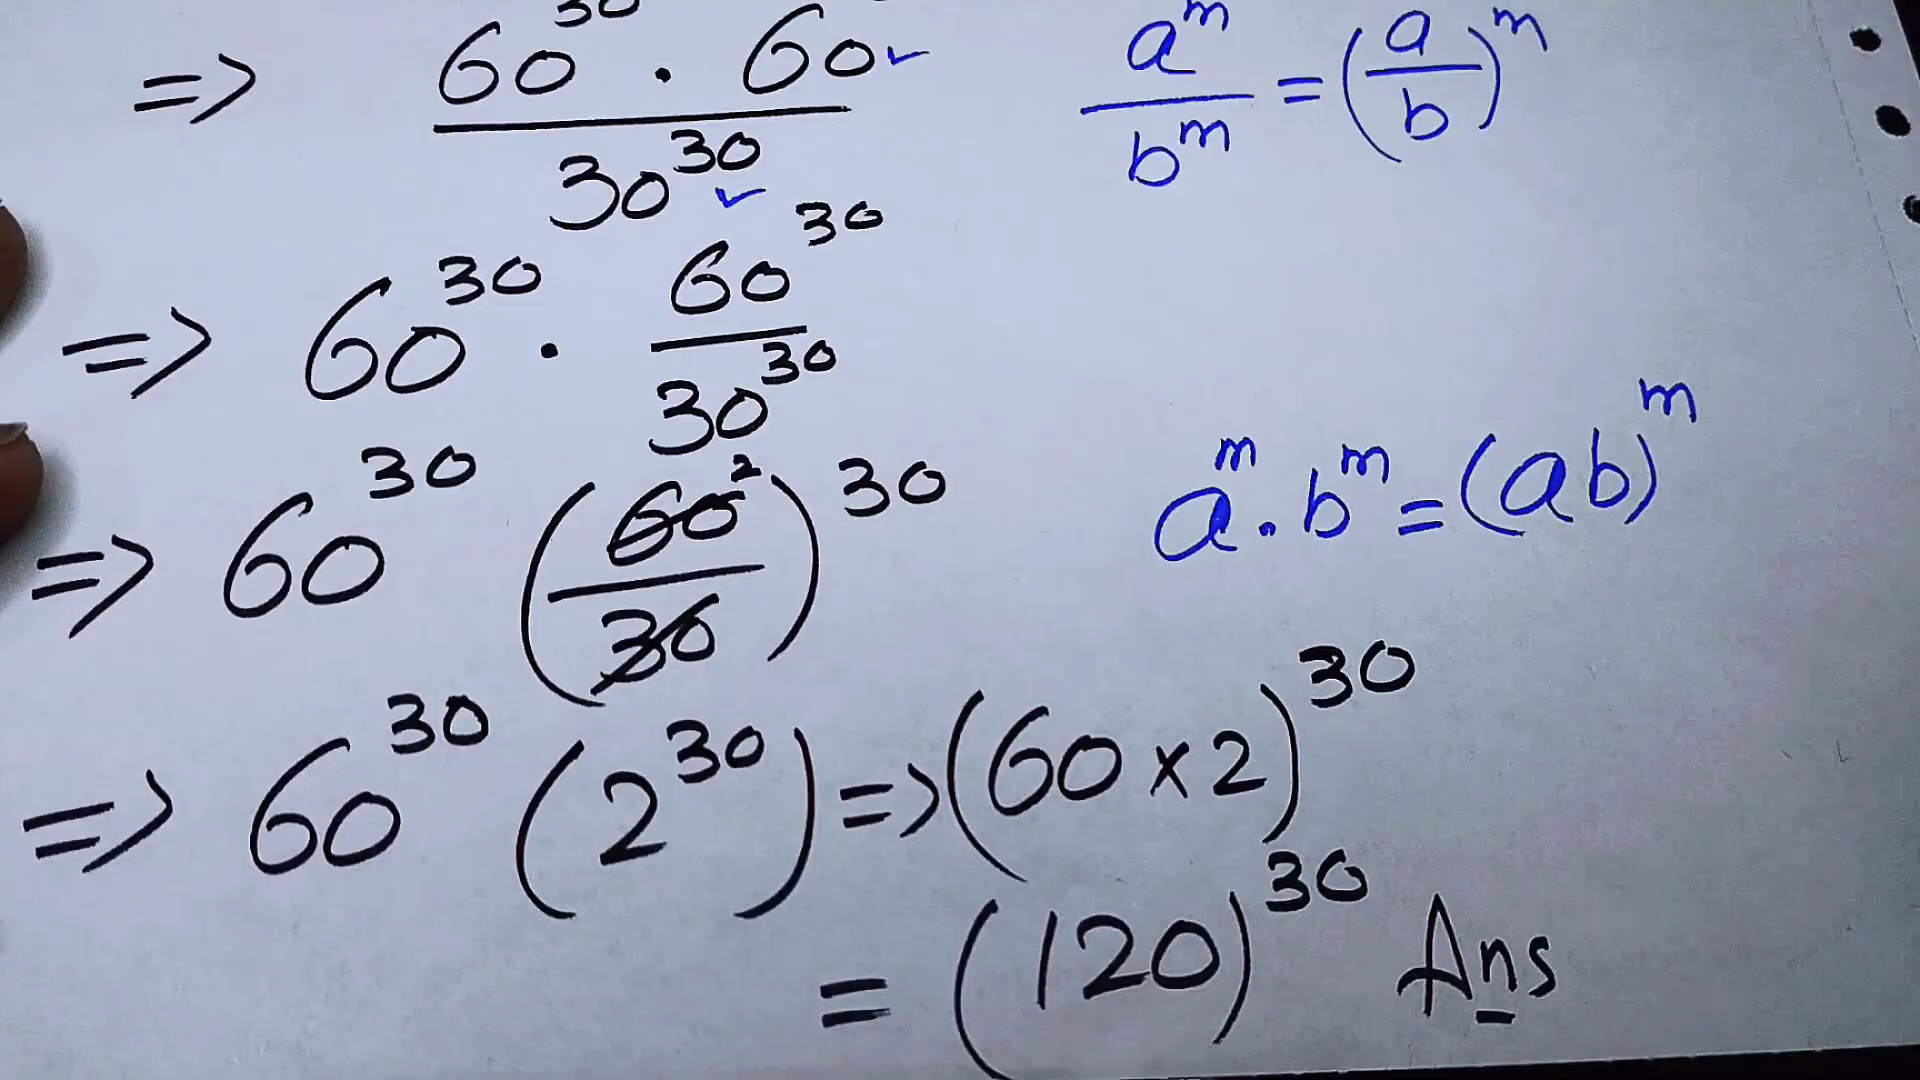 => 60^30 · 60
30^30
a^m/b^m = (a/b)^m
=> 60^30 · 60^30/30^30
=> 60^30 (60^2/30)^30
a^m · b^m = (ab)^m
=> 60^30 (2^30) => (60 × 2)^30
= (120)^30 Ans